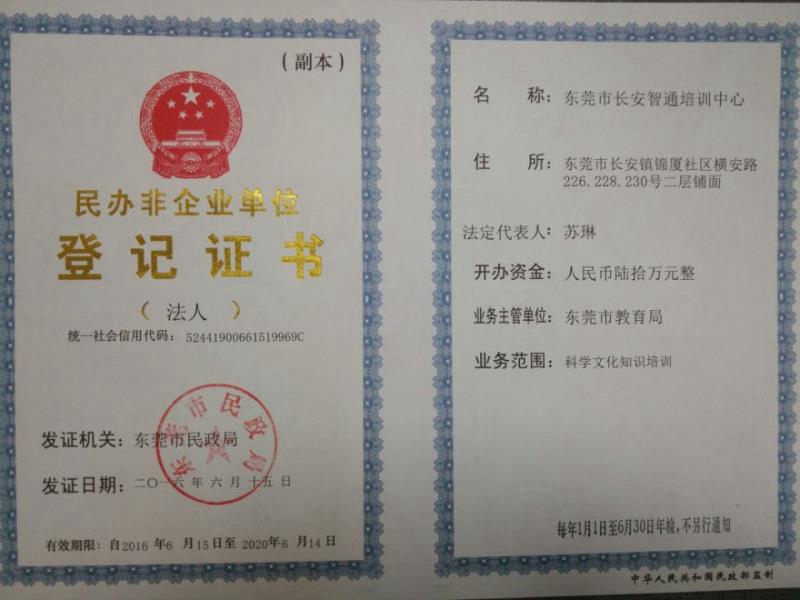 （副本）
民办非企业单位
登记证书
（ 法人 ）
统一社会信用代码： 52441900661519969C
发证机关： 东莞市民政局
东莞市民政局
发证日期： 二〇一六 年 六 月 十五 日
有效期限： 自2016 年6 月 15日至 2020年6 月 14日
名 称： 东莞市长安智通培训中心
住 所： 东莞市长安镇锦厦社区横安路
226.228.230号二层铺面
法定代表人： 苏琳
开办资金： 人民币陆拾万元整
业务主管单位： 东莞市教育局
业务范围： 科学文化知识培训
每年1月1日至6月30日年检，不另行通知
中华人民共和国民政部监制